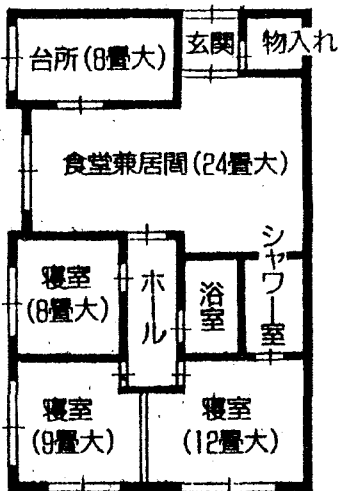 台所(8畳大)
玄関
物入れ
食堂兼居間(24畳大)
寝室
(8畳大)
ホール
浴室
シャワー室
寝室
(9畳大)
寝室
(12畳大)